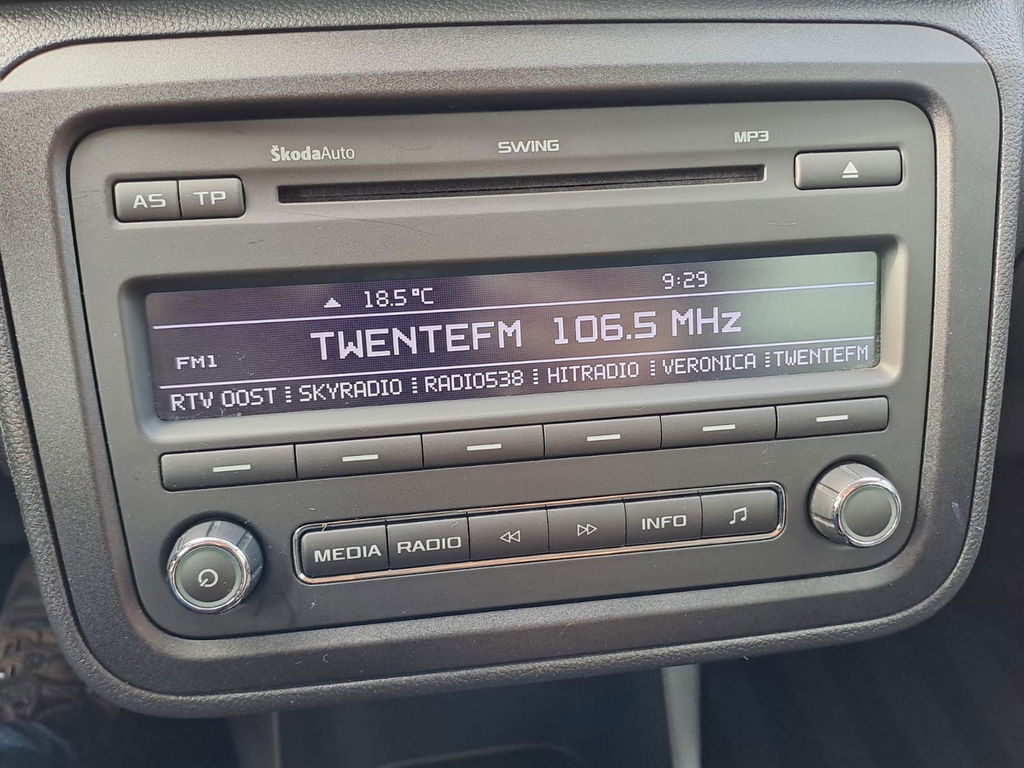 ŠkodaAuto SWING MP3
AS TP
18.5°C 9:29
FM1 TWENTEFM 106.5 MHz
RTV OOST SKYRADIO RADIO538 HITRADIO VERONICA TWENTEFM
MEDIA RADIO INFO